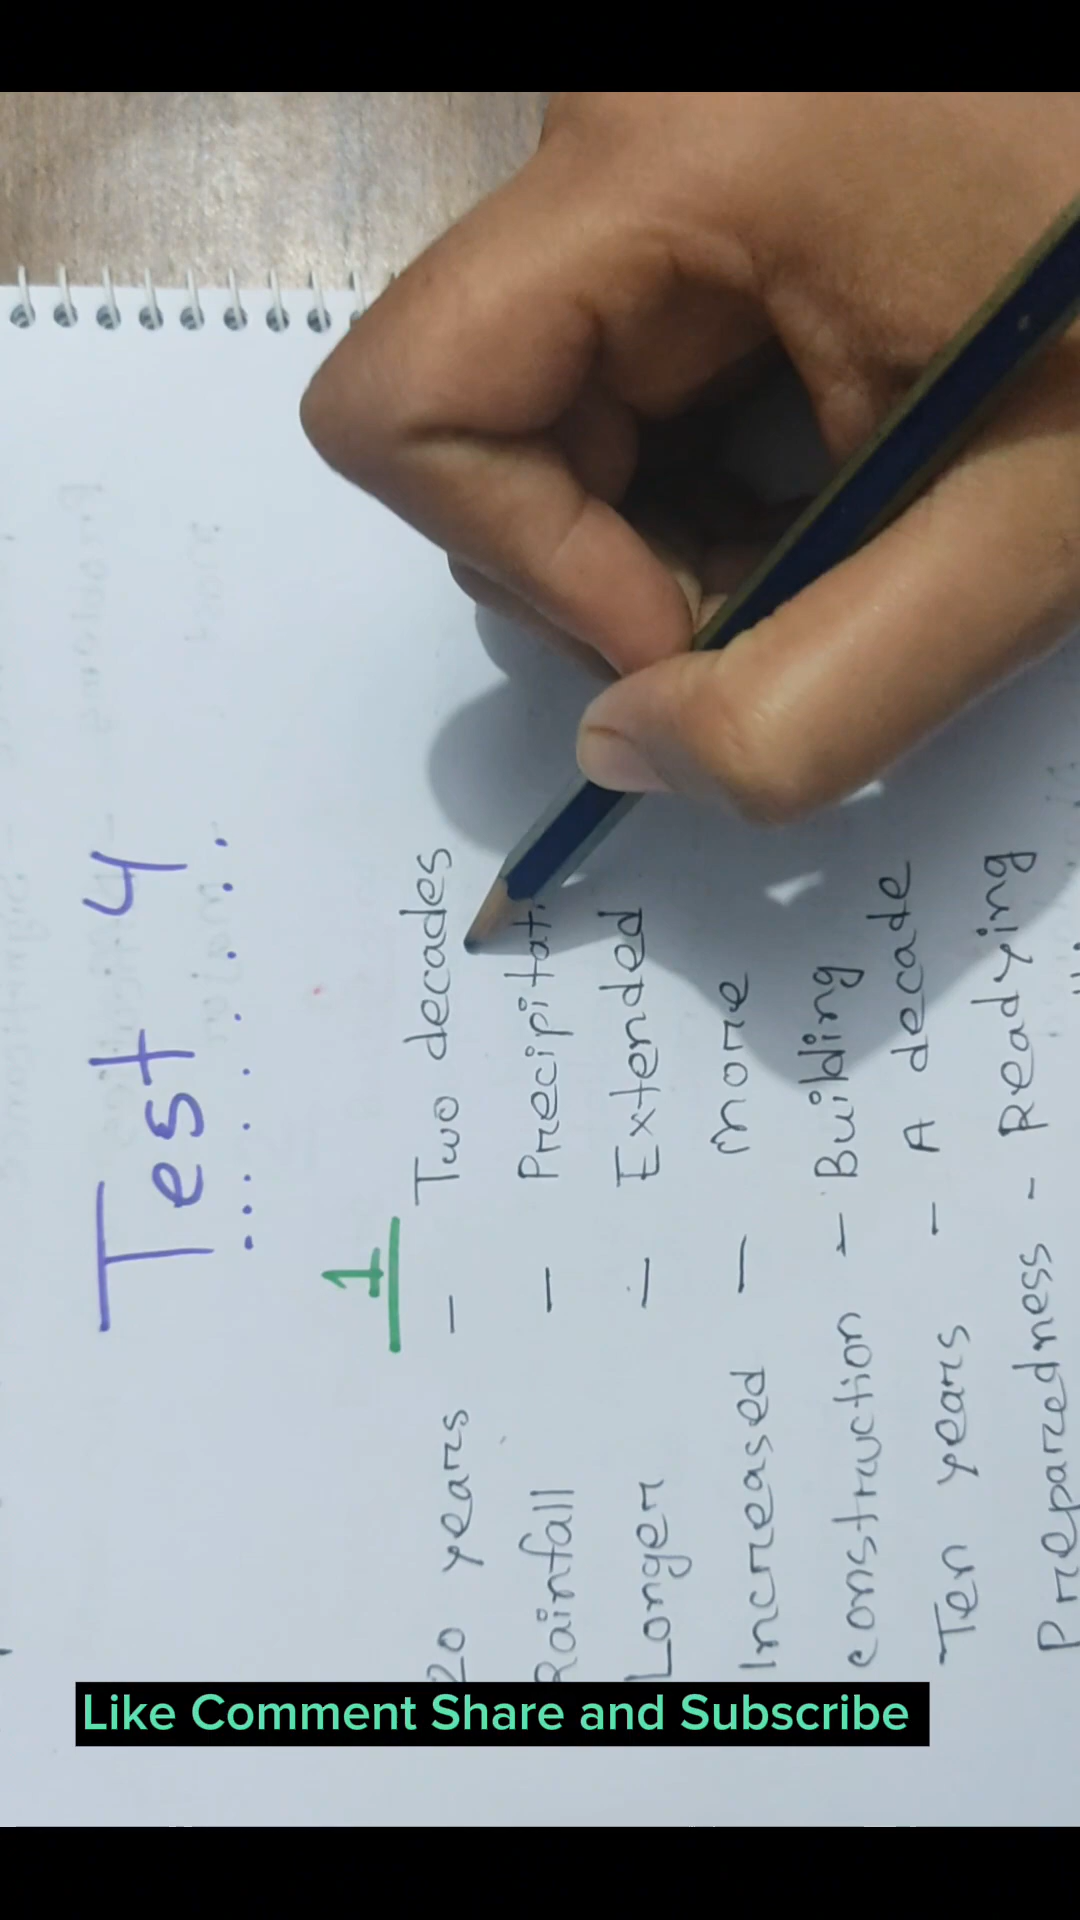 Test 4
1
20 years - Two decades
Rainfall - Precipitati
Longer - Extended
Increased - more
construction - Building
Ten years - A decade
Preparedness - Readying
Like Comment Share and Subscribe